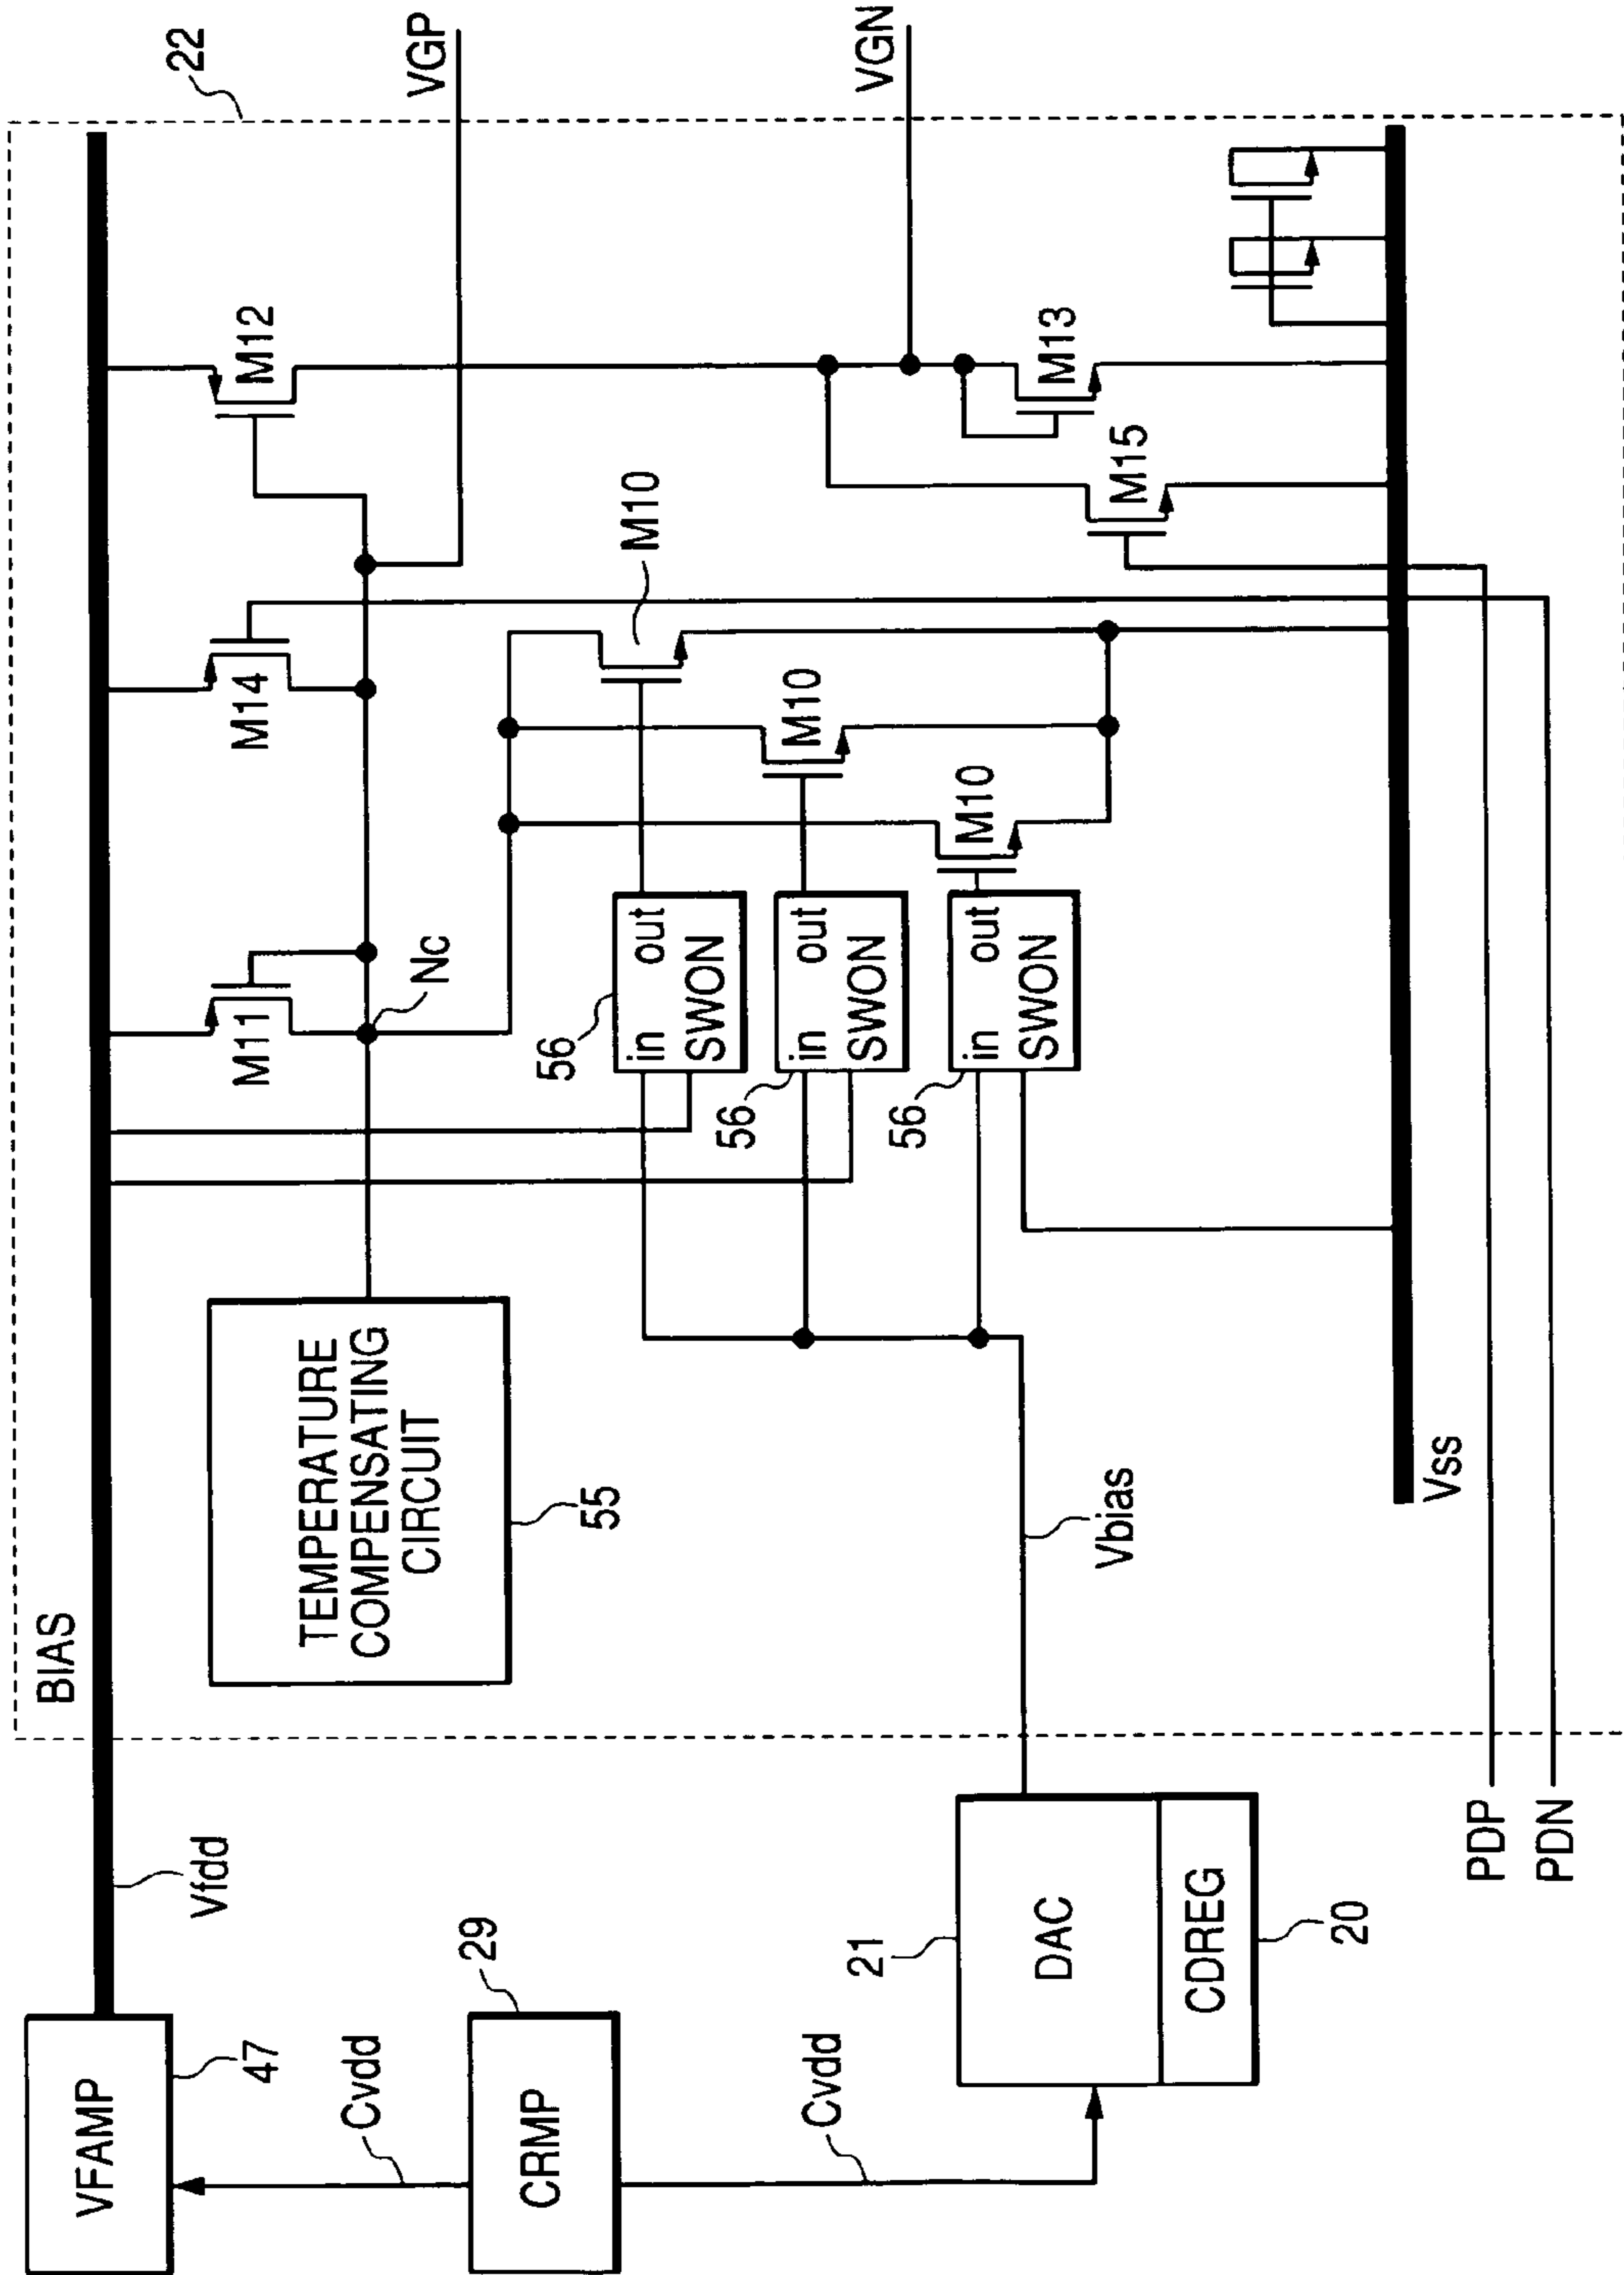 VFAMP
47
Vfdd
BIAS
22
Cvdd
CRMP
29
Cvdd
TEMPERATURE
COMPENSATING
CIRCUIT
55
M11
M14
M12
Nc
VGP
VGN
56
in out
SWON
56
in out
SWON
56
in out
SWON
M10
M10
M10
M15
M13
21
DAC
CDREG
20
Vbias
Vss
PDP
PDN